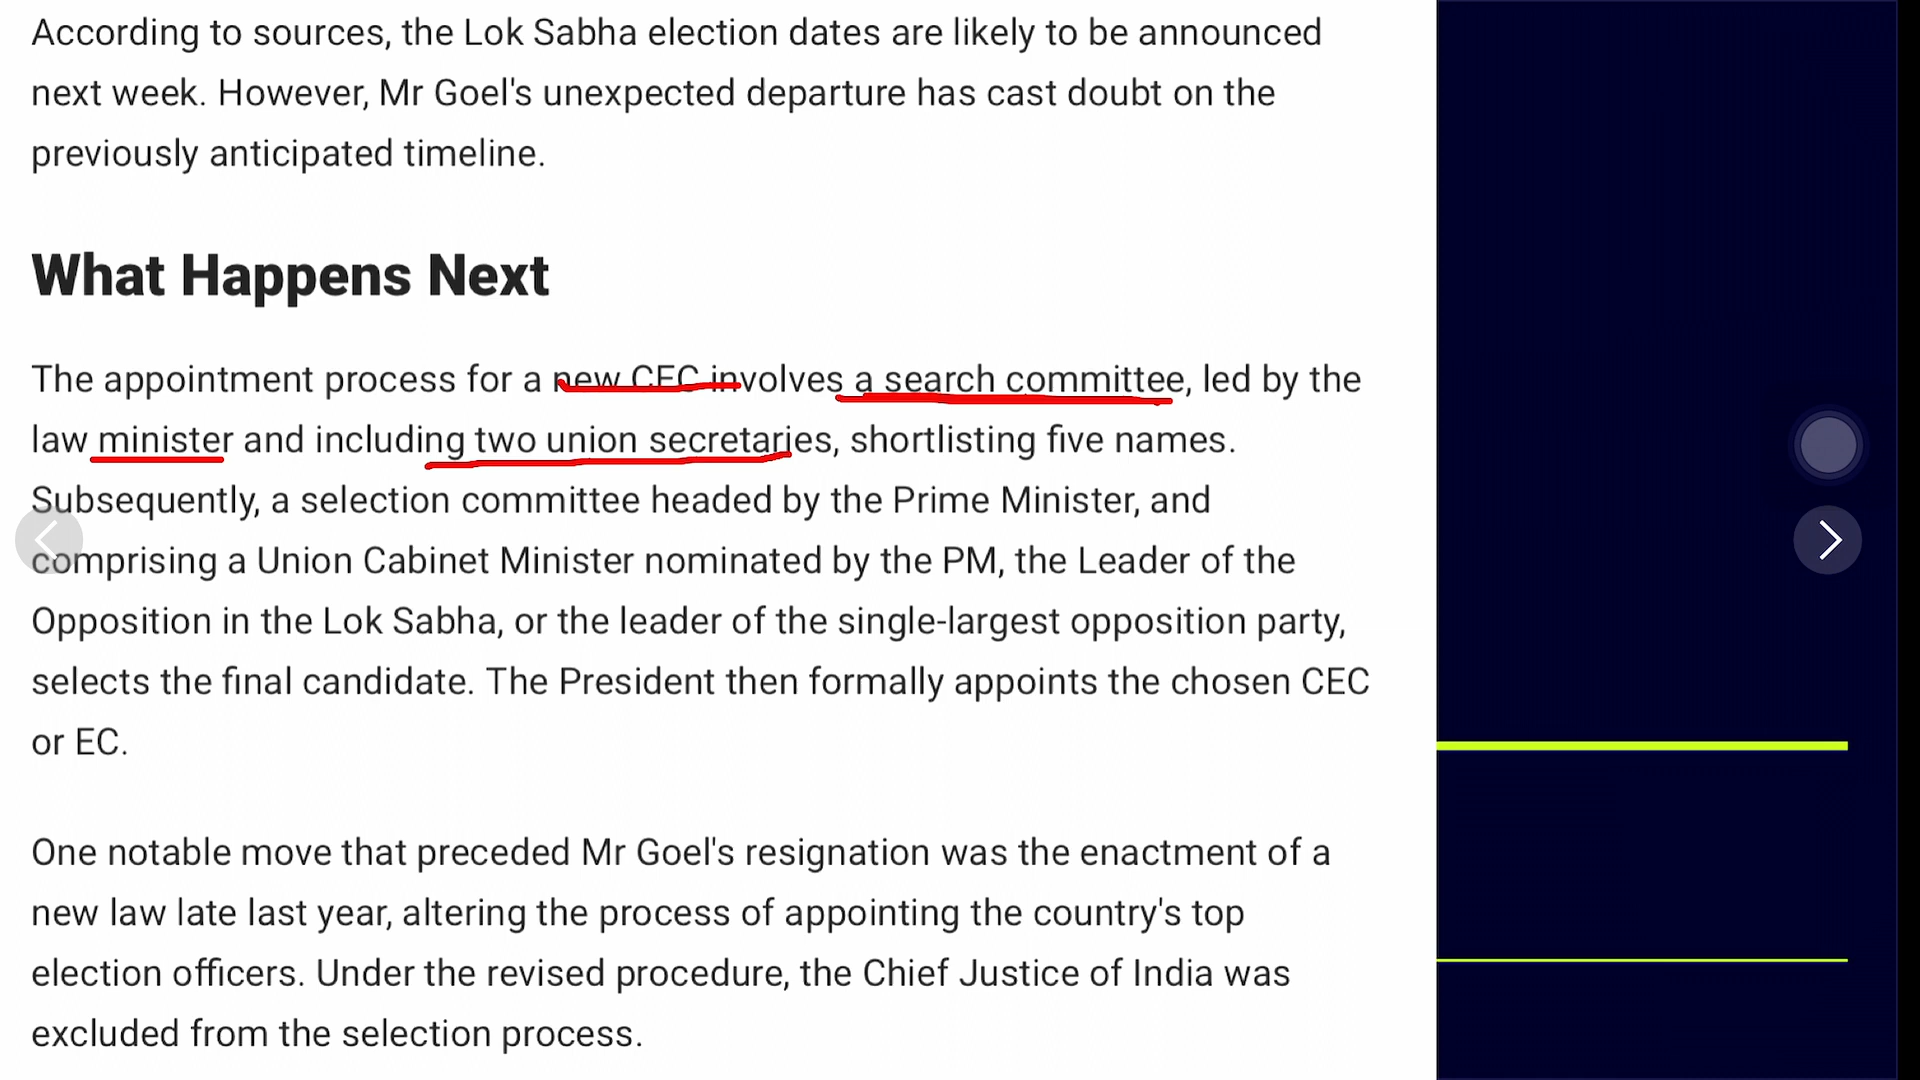 According to sources, the Lok Sabha election dates are likely to be announced
next week. However, Mr Goel's unexpected departure has cast doubt on the
previously anticipated timeline.
What Happens Next
The appointment process for a new CEC involves a search committee, led by the
law minister and including two union secretaries, shortlisting five names.
Subsequently, a selection committee headed by the Prime Minister, and
comprising a Union Cabinet Minister nominated by the PM, the Leader of the
Opposition in the Lok Sabha, or the leader of the single-largest opposition party,
selects the final candidate. The President then formally appoints the chosen CEC
or EC.
One notable move that preceded Mr Goel's resignation was the enactment of a
new law late last year, altering the process of appointing the country's top
election officers. Under the revised procedure, the Chief Justice of India was
excluded from the selection process.